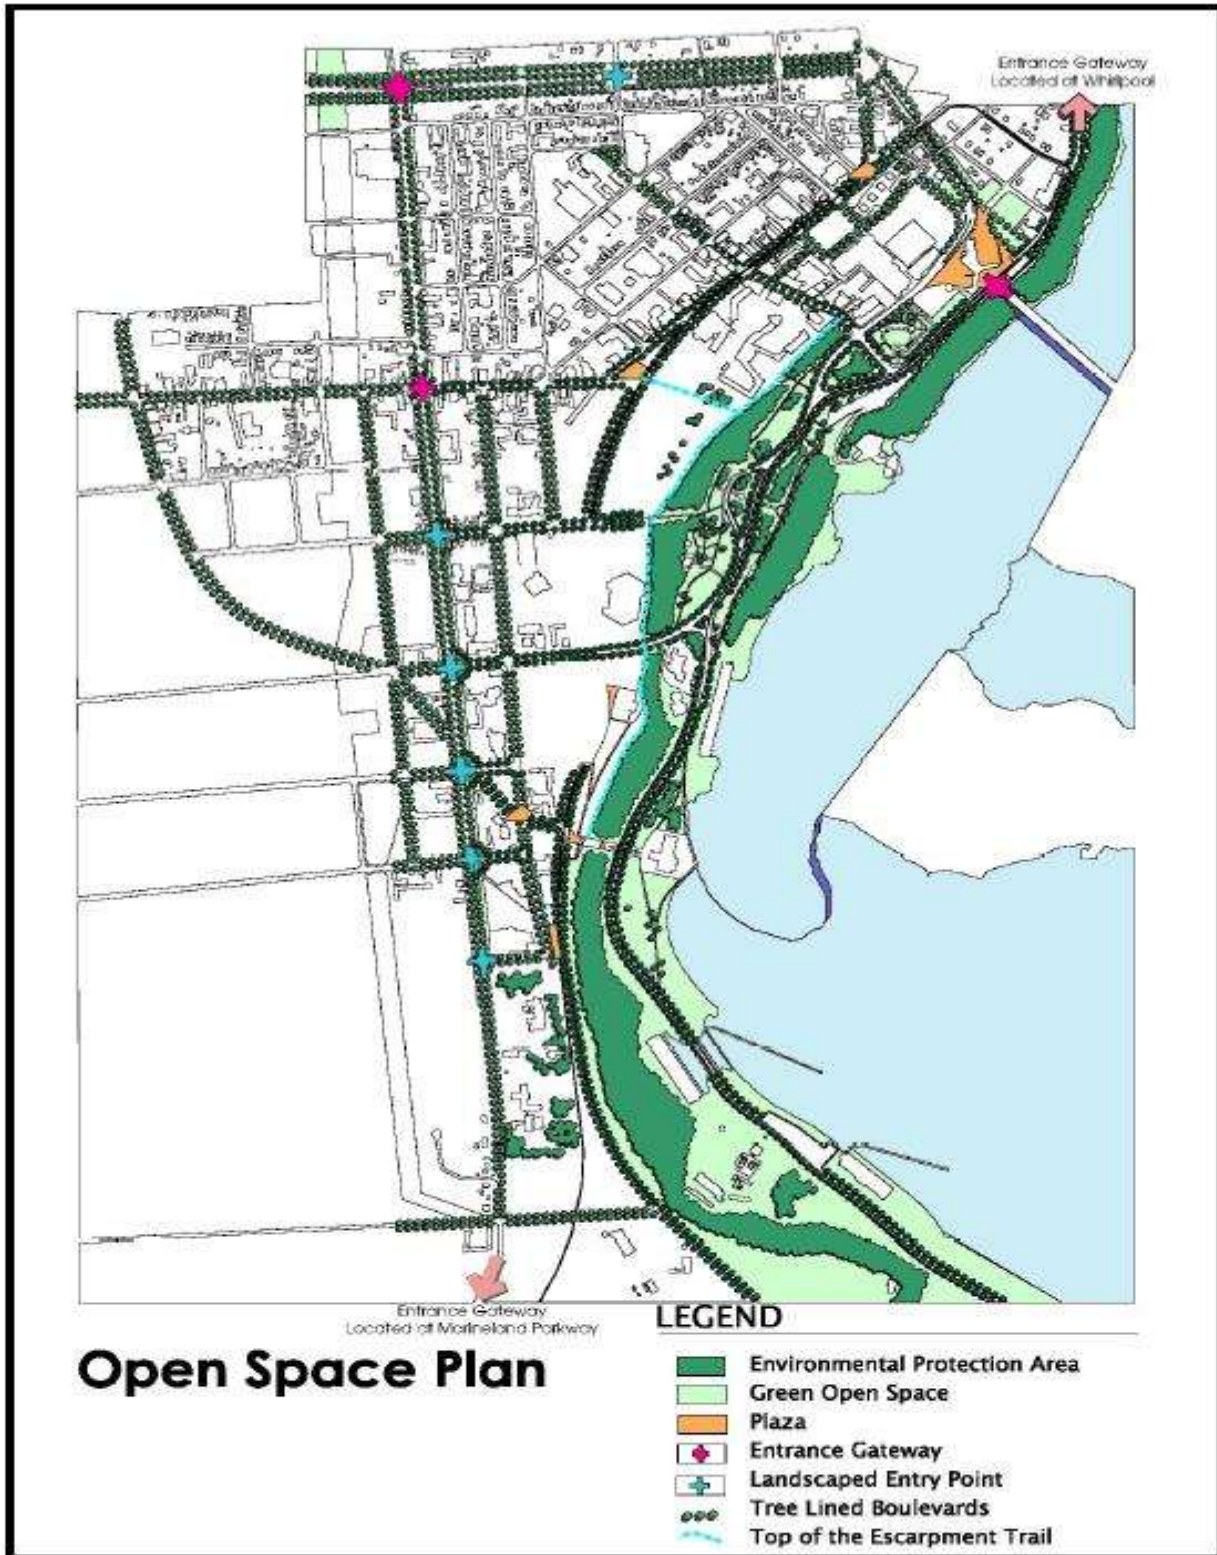 Entrance Gateway
Located at Whirlpool
Entrance Gateway
Located at Marineland Parkway
Open Space Plan
LEGEND
Environmental Protection Area
Green Open Space
Plaza
Entrance Gateway
Landscaped Entry Point
Tree Lined Boulevards
Top of the Escarpment Trail